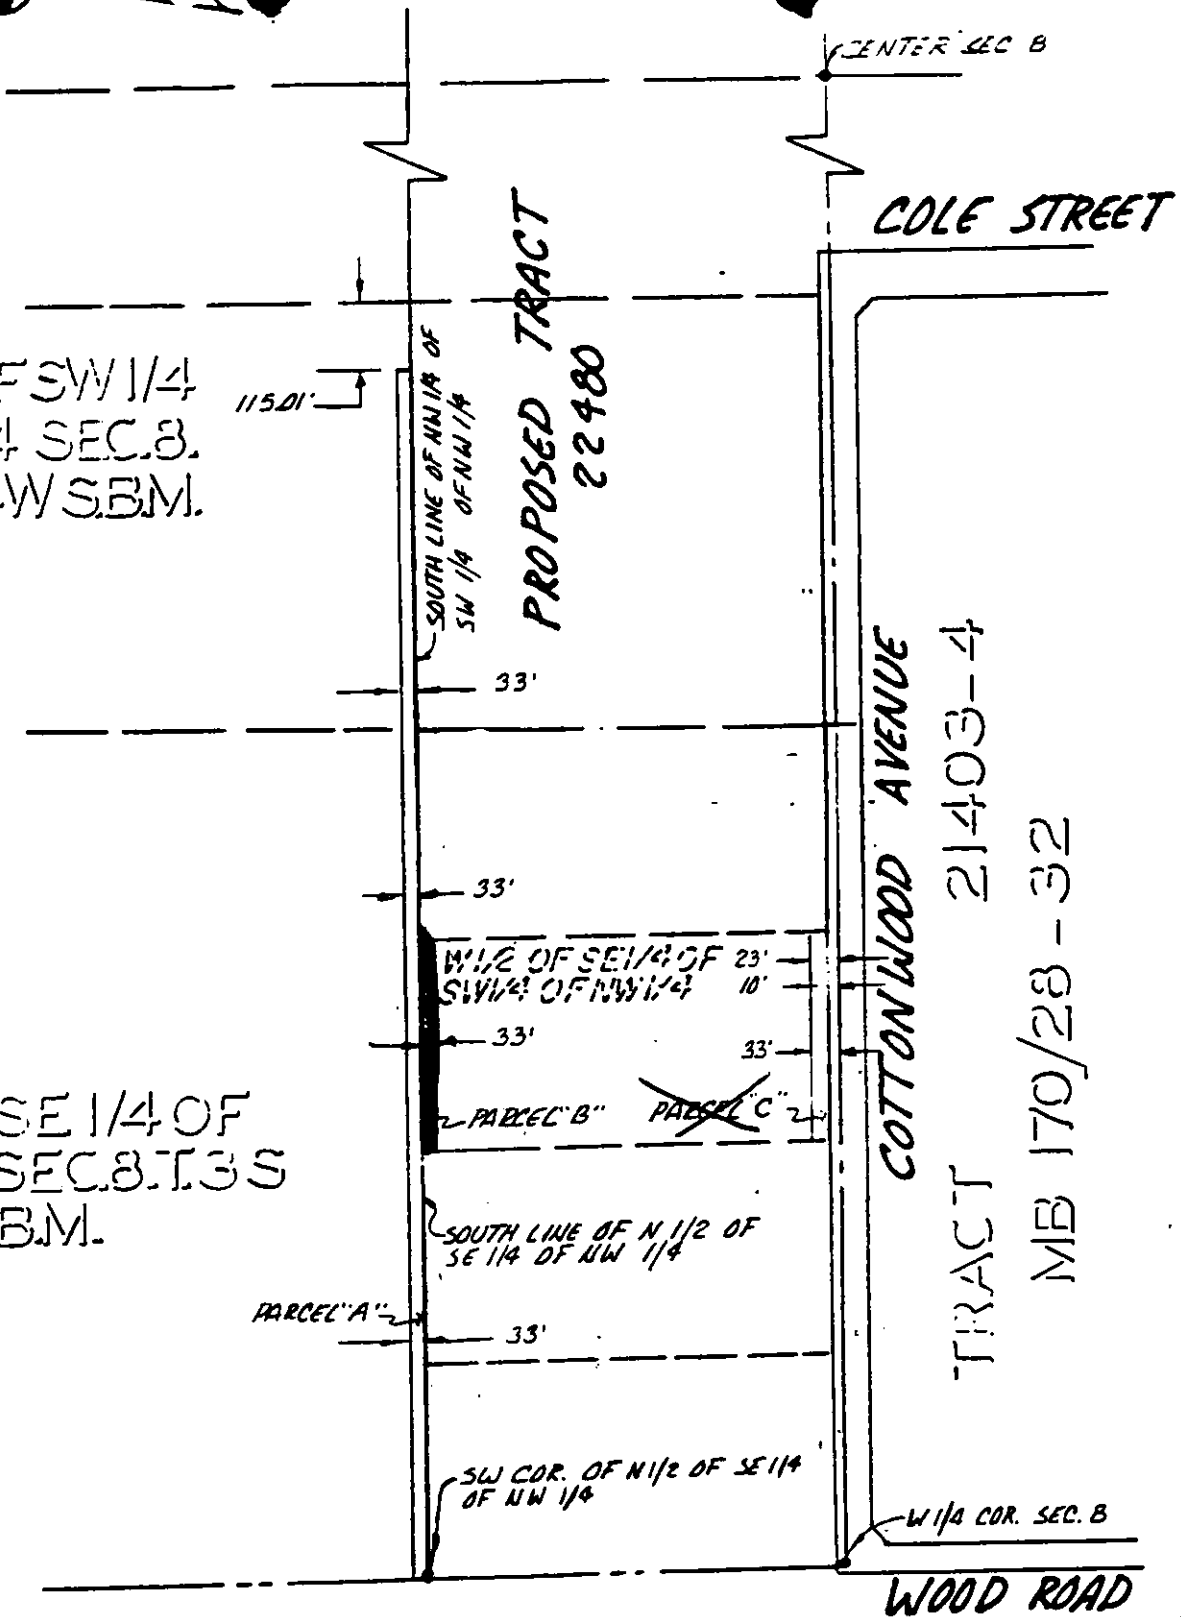 CENTER SEC 8
COLE STREET
PROPOSED TRACT
22480
F SW 1/4
4 SEC.8.
W S.B.M.
115.01'
SOUTH LINE OF NW 1/4 OF
SW 1/4 OF NW 1/4
33'
33'
W 1/2 OF SE 1/4 OF
SW 1/4 OF NW 1/4
23'
10'
33'
33'
PARCEL "B"
PARCEL "C"
COTTONWOOD AVENUE
TRACT 21403-4
MB 170/28-32
SE 1/4 OF
SEC.8.T.3 S
B.M.
SOUTH LINE OF N 1/2 OF
SE 1/4 OF NW 1/4
PARCEL "A"
33'
SW COR. OF N 1/2 OF SE 1/4
OF NW 1/4
W 1/4 COR. SEC. 8
WOOD ROAD